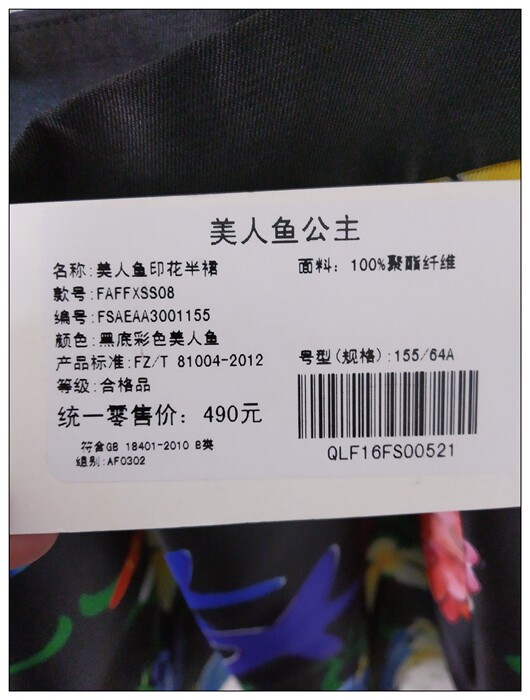 美人鱼公主
名称:美人鱼印花半裙
面料: 100%聚酯纤维
款号:FAFFXSS08
编号:FSAEAA3001155
颜色:黑底彩色美人鱼
产品标准:FZ/T 81004-2012
号型(规格):155/64A
等级:合格品
统一零售价: 490元
QLF16FS00521
符合GB 18401-2010 B类
组别:AF0302